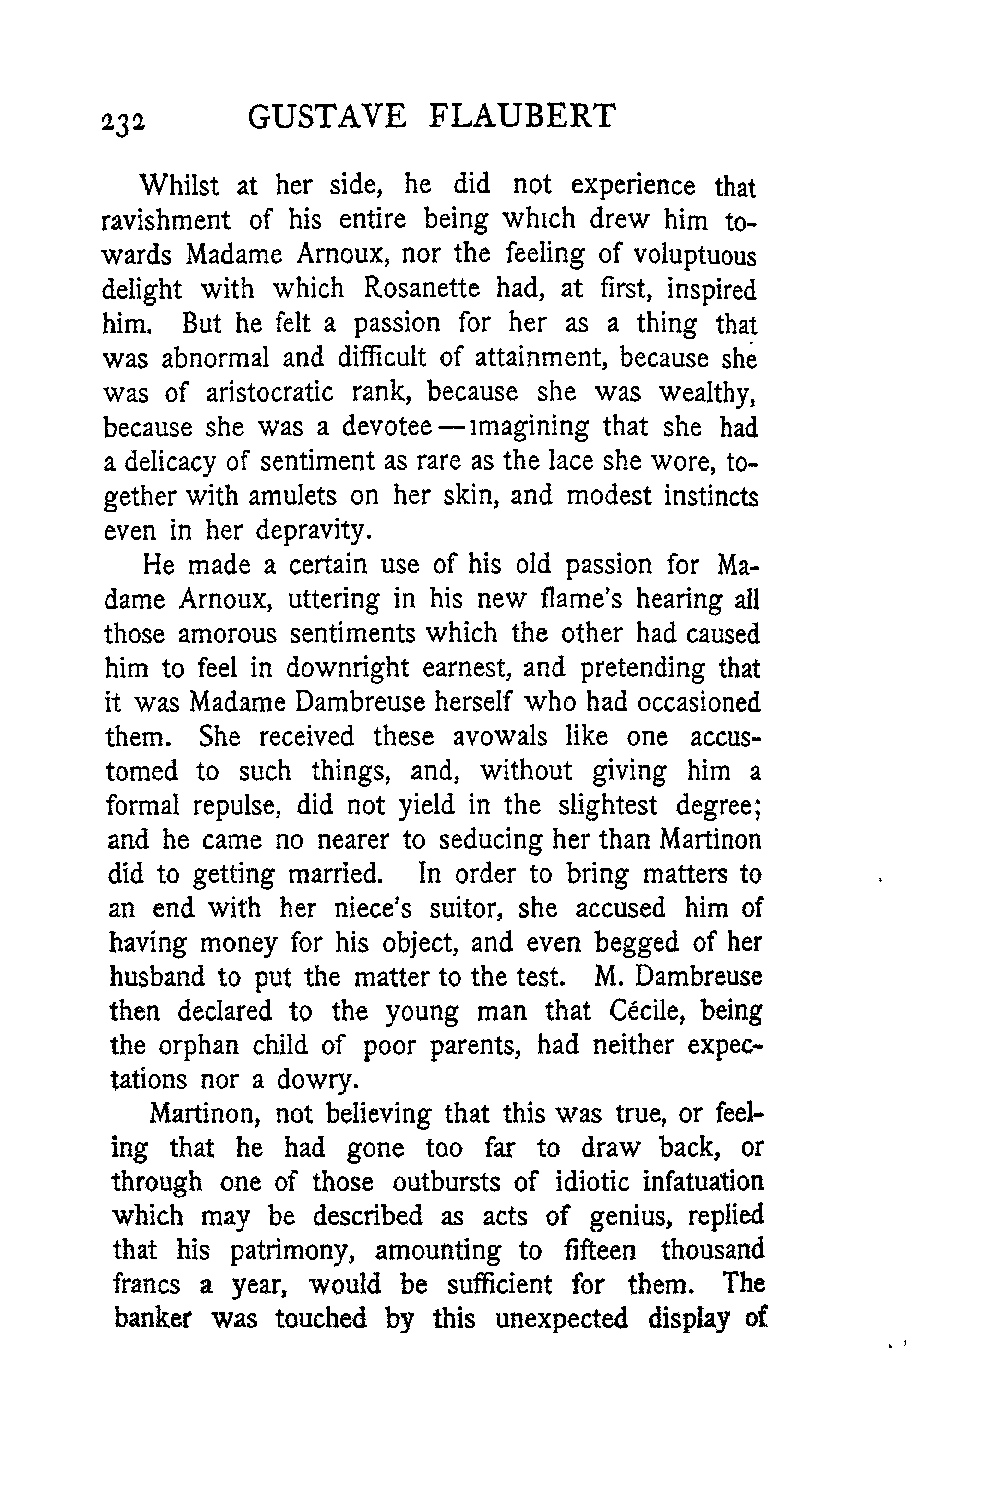 232 GUSTAVE FLAUBERT
Whilst at her side, he did not experience that
ravishment of his entire being which drew him to-
wards Madame Arnoux, nor the feeling of voluptuous
delight with which Rosanette had, at first, inspired
him. But he felt a passion for her as a thing that
was abnormal and difficult of attainment, because she
was of aristocratic rank, because she was wealthy,
because she was a devotee—imagining that she had
a delicacy of sentiment as rare as the lace she wore, to-
gether with amulets on her skin, and modest instincts
even in her depravity.
He made a certain use of his old passion for Ma-
dame Arnoux, uttering in his new flame's hearing all
those amorous sentiments which the other had caused
him to feel in downright earnest, and pretending that
it was Madame Dambreuse herself who had occasioned
them. She received these avowals like one accus-
tomed to such things, and, without giving him a
formal repulse, did not yield in the slightest degree;
and he came no nearer to seducing her than Martinon
did to getting married. In order to bring matters to
an end with her niece's suitor, she accused him of
having money for his object, and even begged of her
husband to put the matter to the test. M. Dambreuse
then declared to the young man that Cécile, being
the orphan child of poor parents, had neither expec-
tations nor a dowry.
Martinon, not believing that this was true, or feel-
ing that he had gone too far to draw back, or
through one of those outbursts of idiotic infatuation
which may be described as acts of genius, replied
that his patrimony, amounting to fifteen thousand
francs a year, would be sufficient for them. The
banker was touched by this unexpected display of